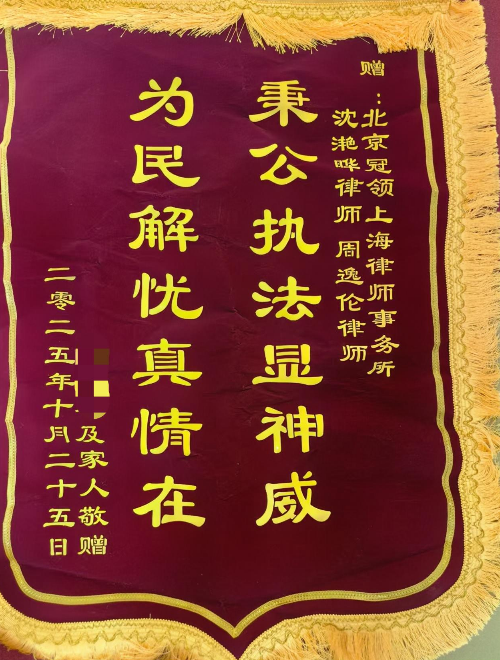 赠：北京冠领上海律师事务所
沈滟晔律师 周逸伦律师
秉公执法显神威
为民解忧真情在
及家人敬赠
二零二五年十月二十五日